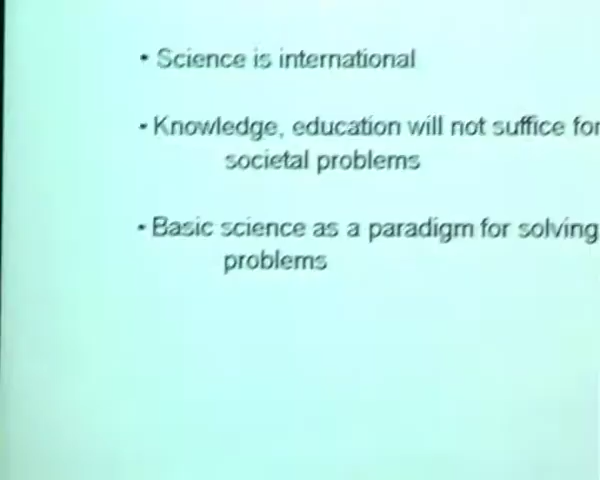 • Science is international
• Knowledge, education will not suffice for
societal problems
• Basic science as a paradigm for solving
problems